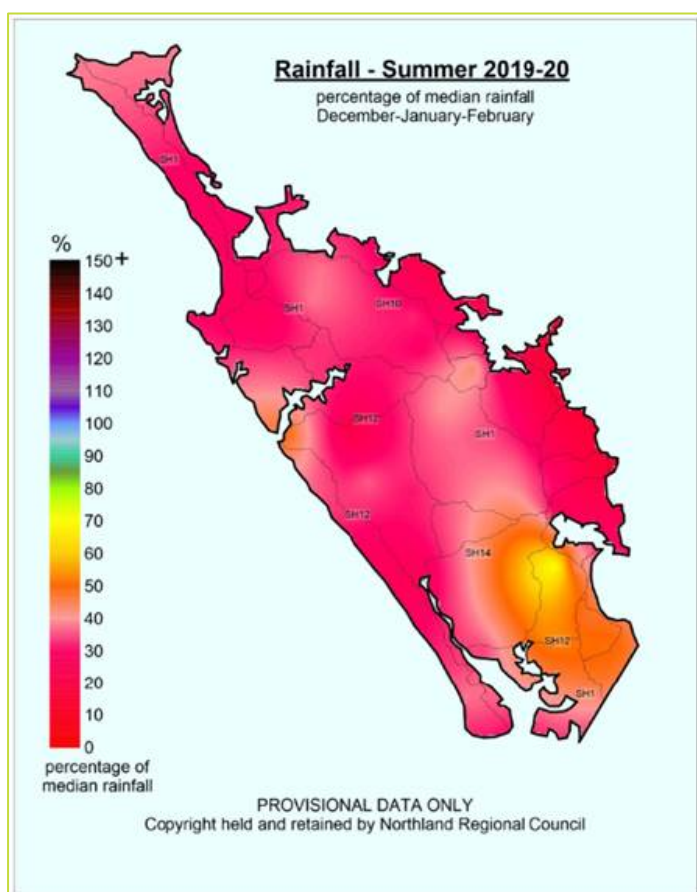 Rainfall - Summer 2019-20
percentage of median rainfall
December-January-February
SH1
%
150+
140
130
120
110
100
90
80
70
60
50
40
30
20
10
0
percentage of
median rainfall
SH1
SH10
SH12
SH1
SH12
SH14
SH12
SH1
PROVISIONAL DATA ONLY
Copyright held and retained by Northland Regional Council